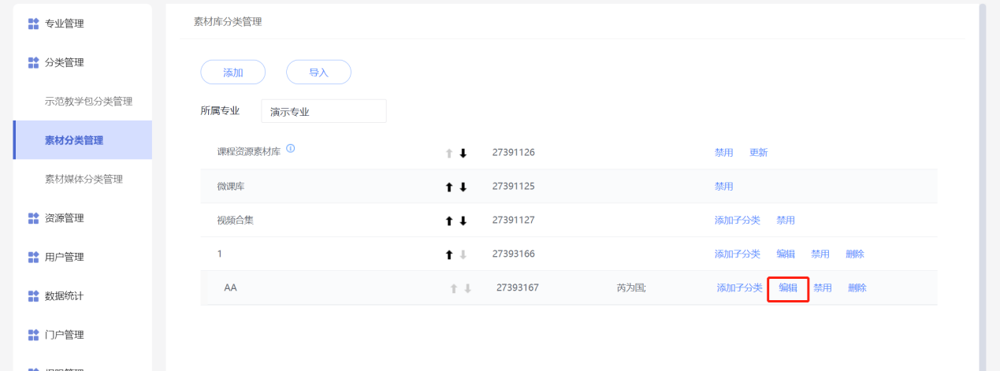 专业管理
分类管理
示范教学包分类管理
素材分类管理
素材媒体分类管理
资源管理
用户管理
数据统计
门户管理
素材库分类管理
添加 导入
所属专业 演示专业
课程资源素材库 27391126 禁用 更新
微课库 27391125 禁用
视频合集 27391127 添加子分类 禁用
1 27393166 添加子分类 编辑 禁用 删除
AA 27393167 芮为国; 添加子分类 编辑 禁用 删除